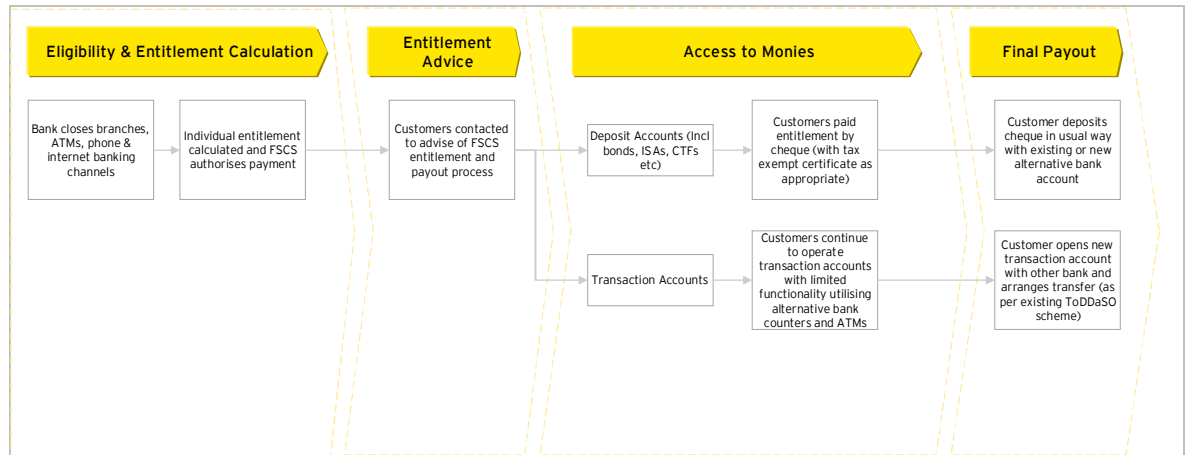 Eligibility & Entitlement Calculation
Entitlement
Advice
Access to Monies
Final Payout
Bank closes branches,
ATMs, phone &
internet banking
channels
Individual entitlement
calculated and FSCS
authorises payment
Customers contacted
to advise of FSCS
entitlement and
payout process
Deposit Accounts (Incl
bonds, ISAs, CTFs
etc)
Customers paid
entitlement by
cheque (with tax
exempt certificate as
appropriate)
Customer deposits
cheque in usual way
with existing or new
alternative bank
account
Transaction Accounts
Customers continue
to operate
transaction accounts
with limited
functionality utilising
alternative bank
counters and ATMs
Customer opens new
transaction account
with other bank and
arranges transfer (as
per existing ToDDaSO
scheme)